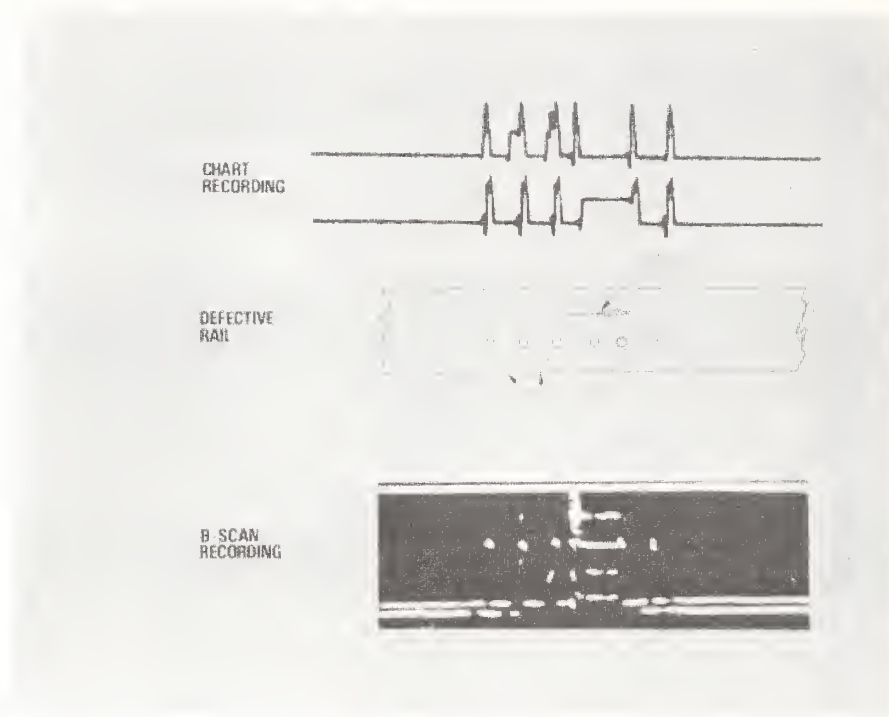 CHART
RECORDING
DEFECTIVE
RAIL
B-SCAN
RECORDING